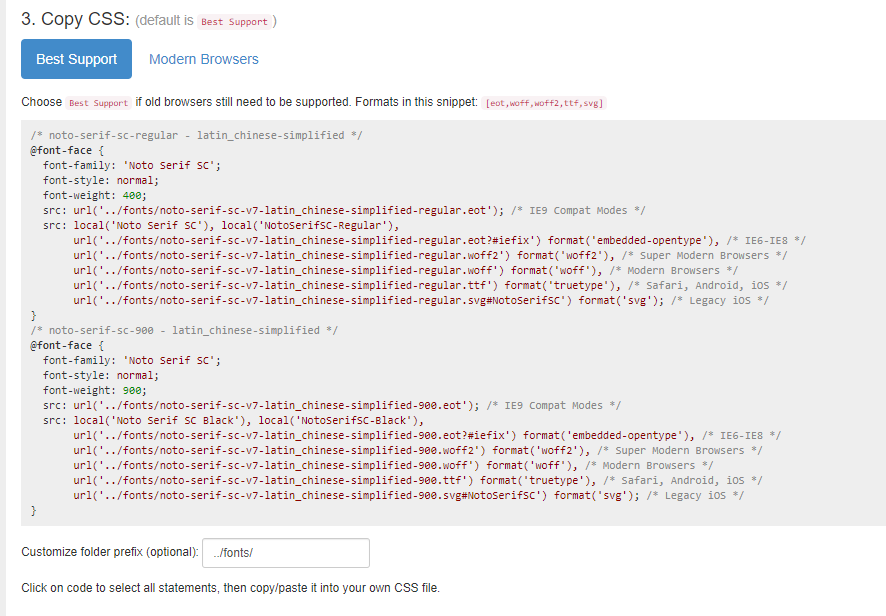 3. Copy CSS: (default is Best Support )
Best Support Modern Browsers
Choose Best Support if old browsers still need to be supported. Formats in this snippet: [eot,woff,woff2,ttf,svg]
/* noto-serif-sc-regular - latin_chinese-simplified */
@font-face {
  font-family: 'Noto Serif SC';
  font-style: normal;
  font-weight: 400;
  src: url('../fonts/noto-serif-sc-v7-latin_chinese-simplified-regular.eot'); /* IE9 Compat Modes */
  src: local('Noto Serif SC'), local('NotoSerifSC-Regular'),
       url('../fonts/noto-serif-sc-v7-latin_chinese-simplified-regular.eot?#iefix') format('embedded-opentype'), /* IE6-IE8 */
       url('../fonts/noto-serif-sc-v7-latin_chinese-simplified-regular.woff2') format('woff2'), /* Super Modern Browsers */
       url('../fonts/noto-serif-sc-v7-latin_chinese-simplified-regular.woff') format('woff'), /* Modern Browsers */
       url('../fonts/noto-serif-sc-v7-latin_chinese-simplified-regular.ttf') format('truetype'), /* Safari, Android, iOS */
       url('../fonts/noto-serif-sc-v7-latin_chinese-simplified-regular.svg#NotoSerifSC') format('svg'); /* Legacy iOS */
}
/* noto-serif-sc-900 - latin_chinese-simplified */
@font-face {
  font-family: 'Noto Serif SC';
  font-style: normal;
  font-weight: 900;
  src: url('../fonts/noto-serif-sc-v7-latin_chinese-simplified-900.eot'); /* IE9 Compat Modes */
  src: local('Noto Serif SC Black'), local('NotoSerifSC-Black'),
       url('../fonts/noto-serif-sc-v7-latin_chinese-simplified-900.eot?#iefix') format('embedded-opentype'), /* IE6-IE8 */
       url('../fonts/noto-serif-sc-v7-latin_chinese-simplified-900.woff2') format('woff2'), /* Super Modern Browsers */
       url('../fonts/noto-serif-sc-v7-latin_chinese-simplified-900.woff') format('woff'), /* Modern Browsers */
       url('../fonts/noto-serif-sc-v7-latin_chinese-simplified-900.ttf') format('truetype'), /* Safari, Android, iOS */
       url('../fonts/noto-serif-sc-v7-latin_chinese-simplified-900.svg#NotoSerifSC') format('svg'); /* Legacy iOS */
}
Customize folder prefix (optional): ../fonts/
Click on code to select all statements, then copy/paste it into your own CSS file.